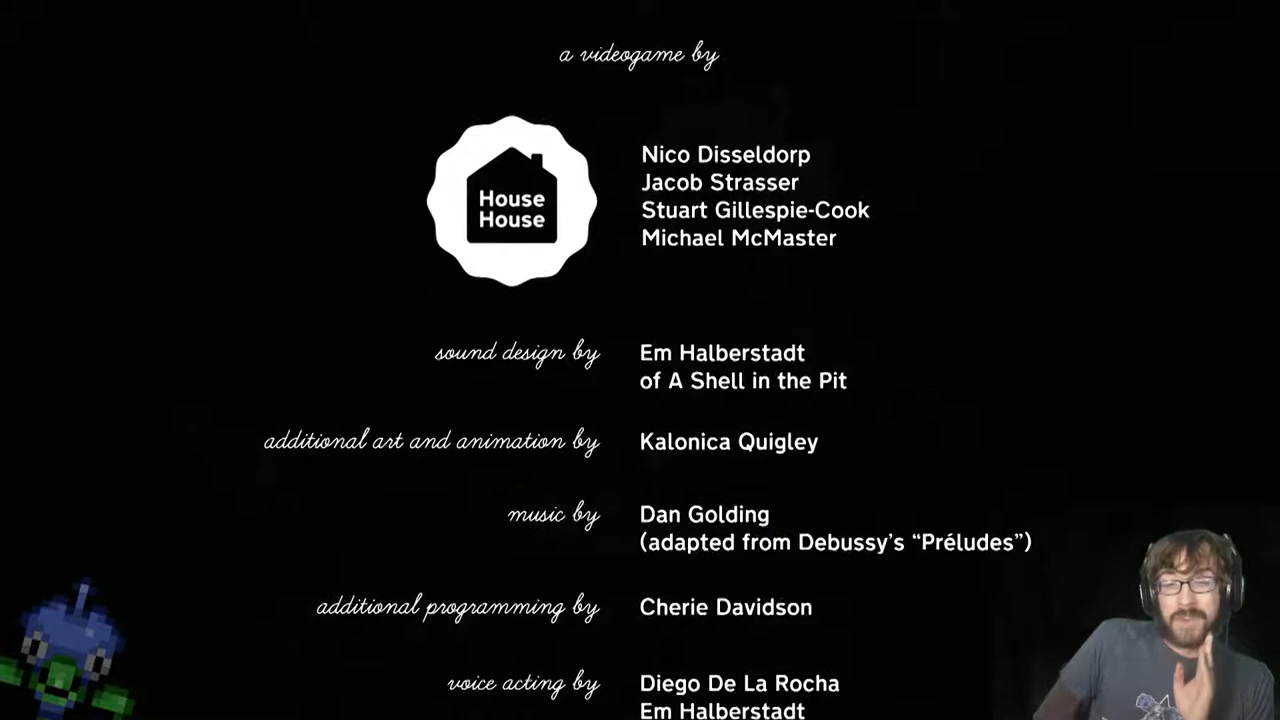 a videogame by
House
House
Nico Disseldorp
Jacob Strasser
Stuart Gillespie-Cook
Michael McMaster
sound design by
Em Halberstadt
of A Shell in the Pit
additional art and animation by
Kalonica Quigley
music by
Dan Golding
(adapted from Debussy's “Préludes”)
additional programming by
Cherie Davidson
voice acting by
Diego De La Rocha
Em Halberstadt